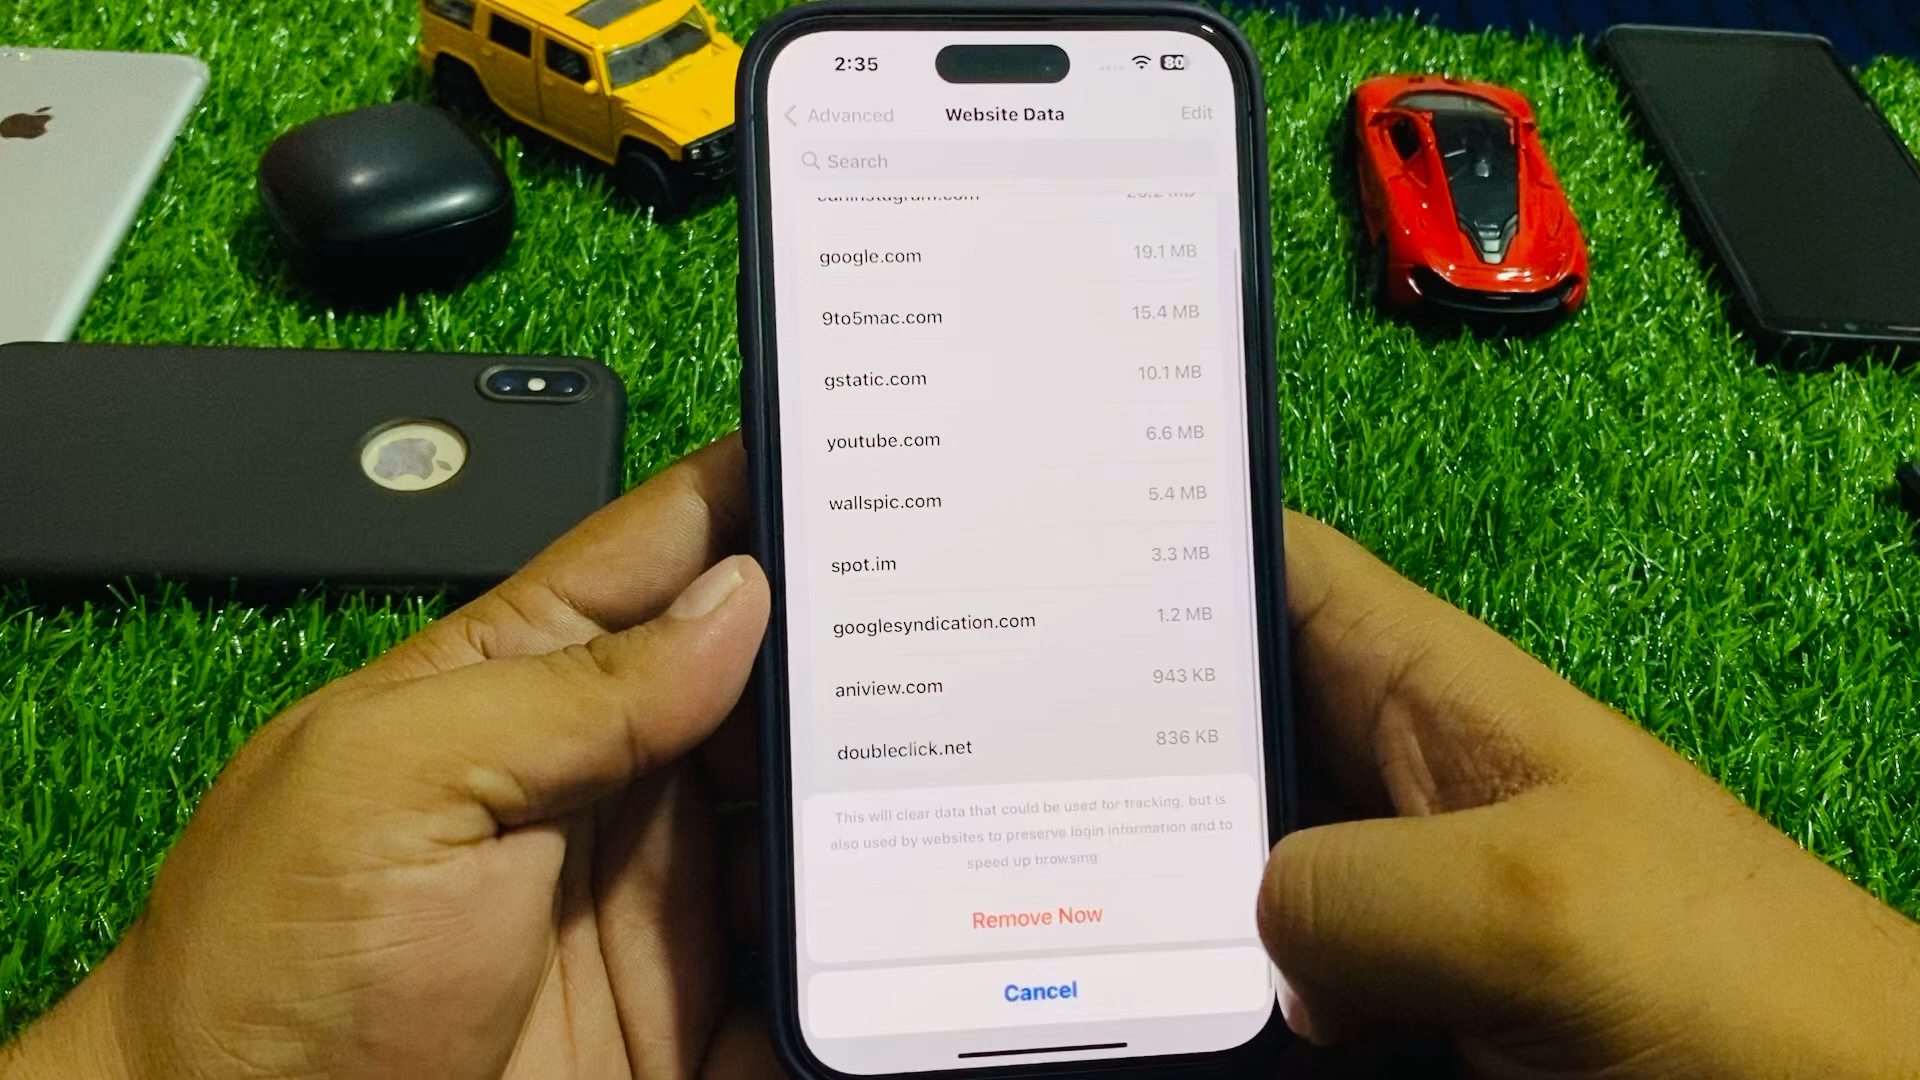 2:35
80
Advanced
Website Data
Edit
Search
google.com 19.1 MB
9to5mac.com 15.4 MB
gstatic.com 10.1 MB
youtube.com 6.6 MB
wallspic.com 5.4 MB
spot.im 3.3 MB
googlesyndication.com 1.2 MB
aniview.com 943 KB
doubleclick.net 836 KB
This will clear data that could be used for tracking, but is
also used by websites to preserve login information and to
speed up browsing
Remove Now
Cancel